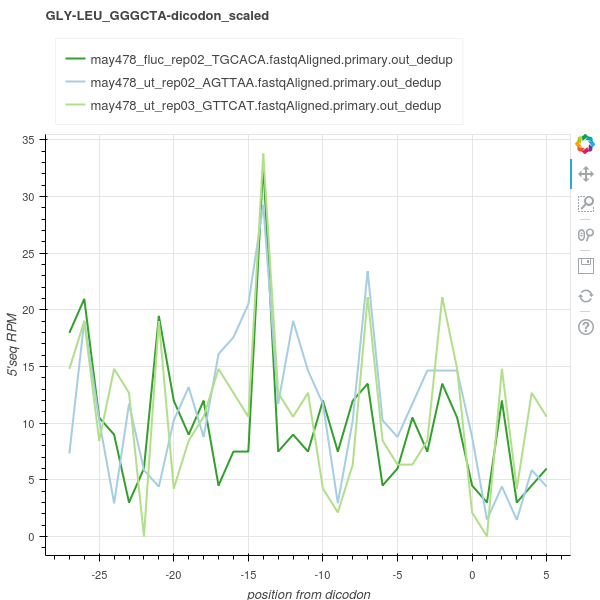 GLY-LEU_GGGCTA-dicodon_scaled
may478_fluc_rep02_TGCACA.fastqAligned.primary.out_dedup
may478_ut_rep02_AGTTAA.fastqAligned.primary.out_dedup
may478_ut_rep03_GTTCAT.fastqAligned.primary.out_dedup
35
30
25
20
15
10
5
0
5'seq RPM
-25 -20 -15 -10 -5 0 5
position from dicodon